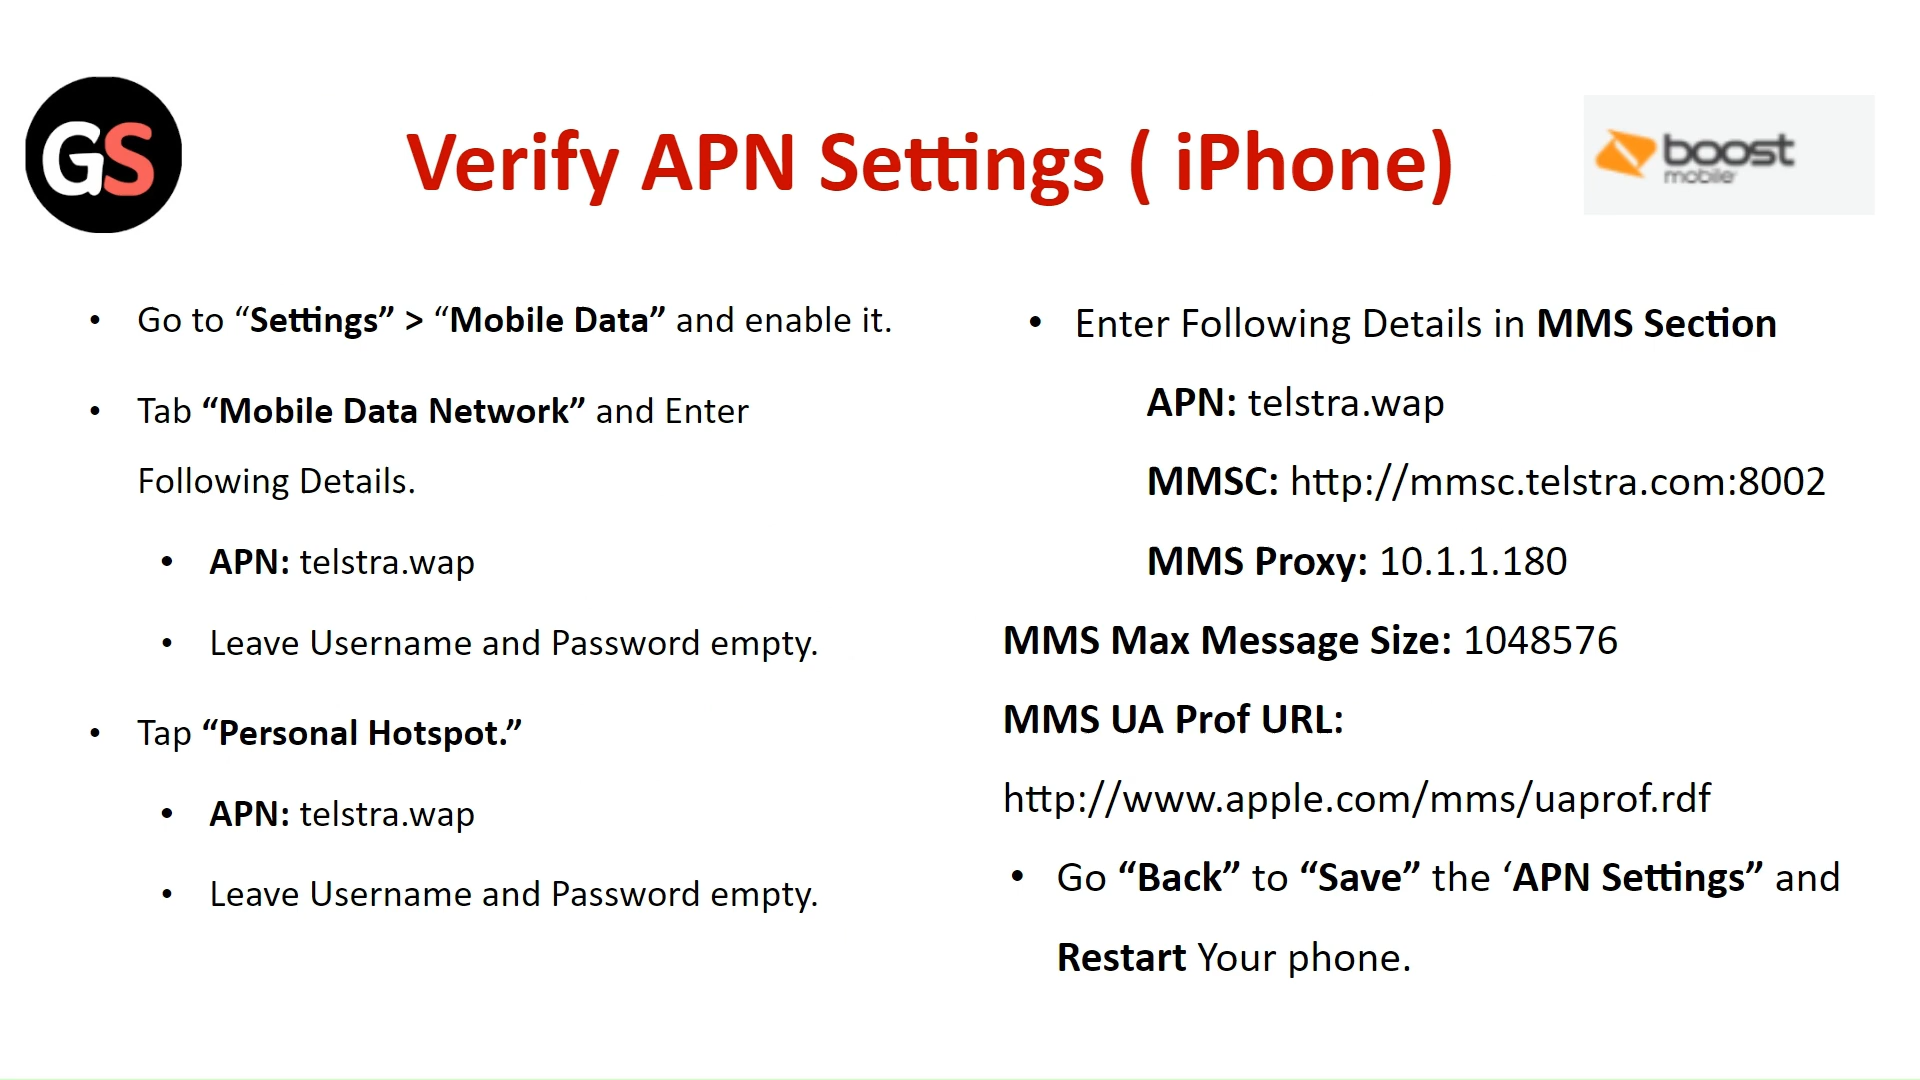 GS
Verify APN Settings ( iPhone)
boost
mobile
• Go to “Settings” > “Mobile Data” and enable it.
• Tab “Mobile Data Network” and Enter
Following Details.
• APN: telstra.wap
• Leave Username and Password empty.
• Tap “Personal Hotspot.”
• APN: telstra.wap
• Leave Username and Password empty.
• Enter Following Details in MMS Section
APN: telstra.wap
MMSC: http://mmsc.telstra.com:8002
MMS Proxy: 10.1.1.180
MMS Max Message Size: 1048576
MMS UA Prof URL:
http://www.apple.com/mms/uaprof.rdf
• Go “Back” to “Save” the ‘APN Settings” and
Restart Your phone.